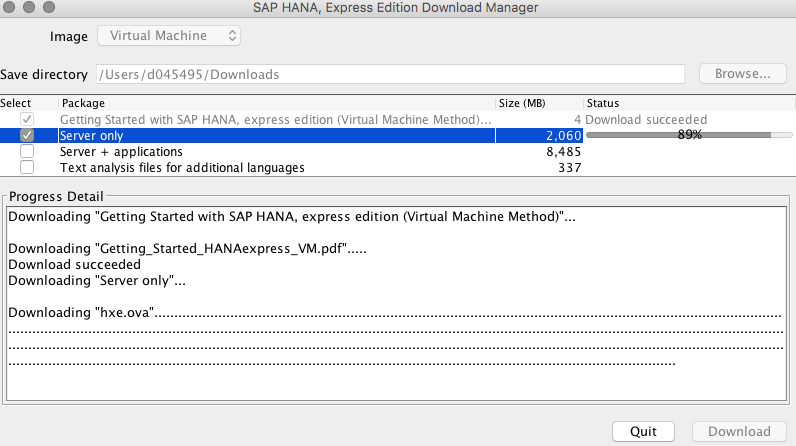 SAP HANA, Express Edition Download Manager
Image Virtual Machine
Save directory /Users/d045495/Downloads Browse...
Select Package Size (MB) Status
Getting Started with SAP HANA, express edition (Virtual Machine Method)... 4 Download succeeded
Server only 2,060 89%
Server + applications 8,485
Text analysis files for additional languages 337
Progress Detail
Downloading "Getting Started with SAP HANA, express edition (Virtual Machine Method)"...
Downloading "Getting_Started_HANAexpress_VM.pdf".....
Download succeeded
Downloading "Server only"...
Downloading "hxe.ova"................................................................................................................................................................
................................................................................................................................................................................................
................................................................................................................................................................................................
.....................................................................................................................................................................
Quit Download